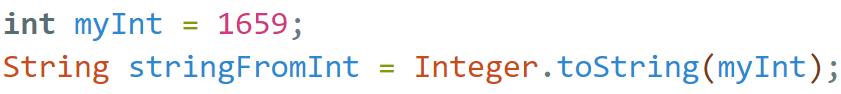 int myInt = 1659;
String stringFromInt = Integer.toString(myInt);